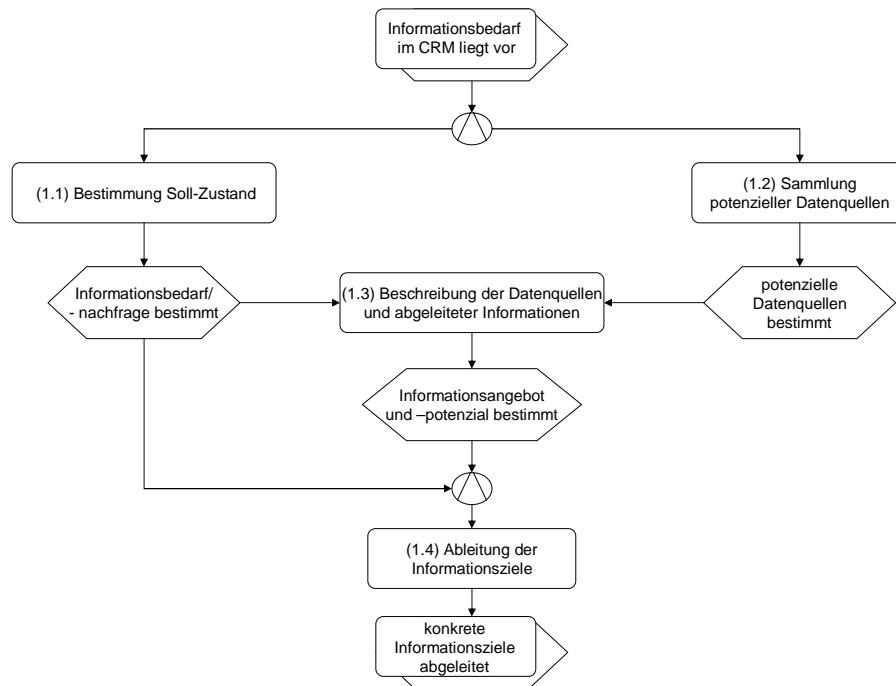 Informationsbedarf
im CRM liegt vor
(1.1) Bestimmung Soll-Zustand
(1.2) Sammlung
potenzieller Datenquellen
Informationsbedarf/
- nachfrage bestimmt
(1.3) Beschreibung der Datenquellen
und abgeleiteter Informationen
potenzielle
Datenquellen
bestimmt
Informationsangebot
und –potenzial bestimmt
(1.4) Ableitung der
Informationsziele
konkrete
Informationsziele
abgeleitet